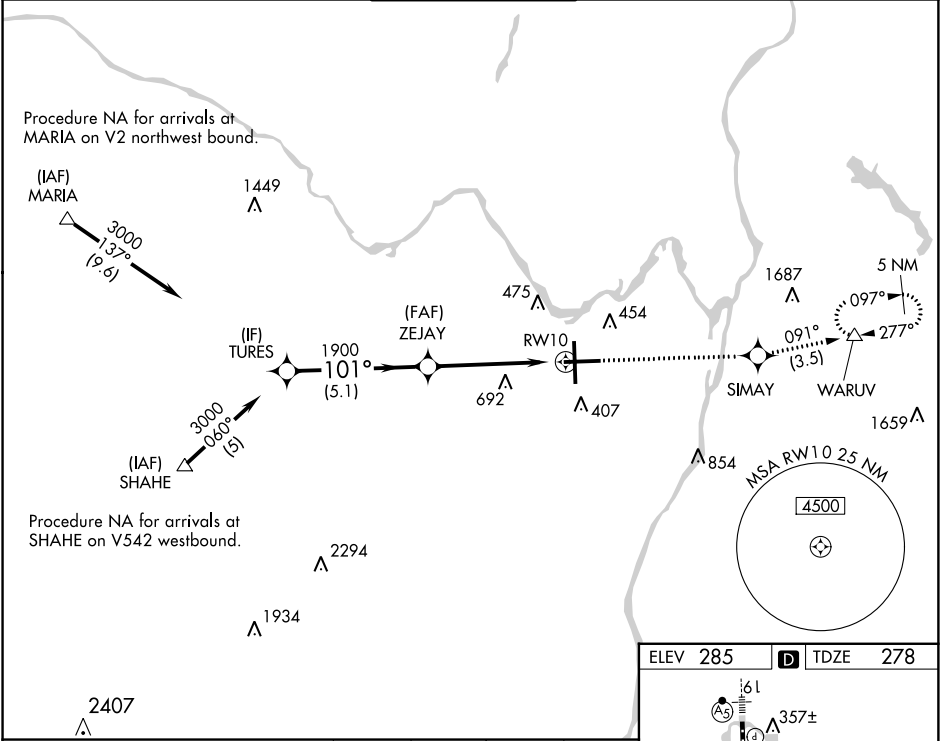 Procedure NA for arrivals at
MARIA on V2 northwest bound.
(IAF)
MARIA
3000
137°
(9.6)
1449
475
454
1687
5 NM
097°
277°
(IF)
TURES
1900
101°
(5.1)
(FAF)
ZEJAY
RW10
692
407
091°
(3.5)
SIMAY
WARUV
1659
3000
060°
(5)
(IAF)
SHAHE
854
MSA RW10 25 NM
4500
Procedure NA for arrivals at
SHAHE on V542 westbound.
2294
1934
2407
ELEV 285 D TDZE 278
19
A5
357±
P